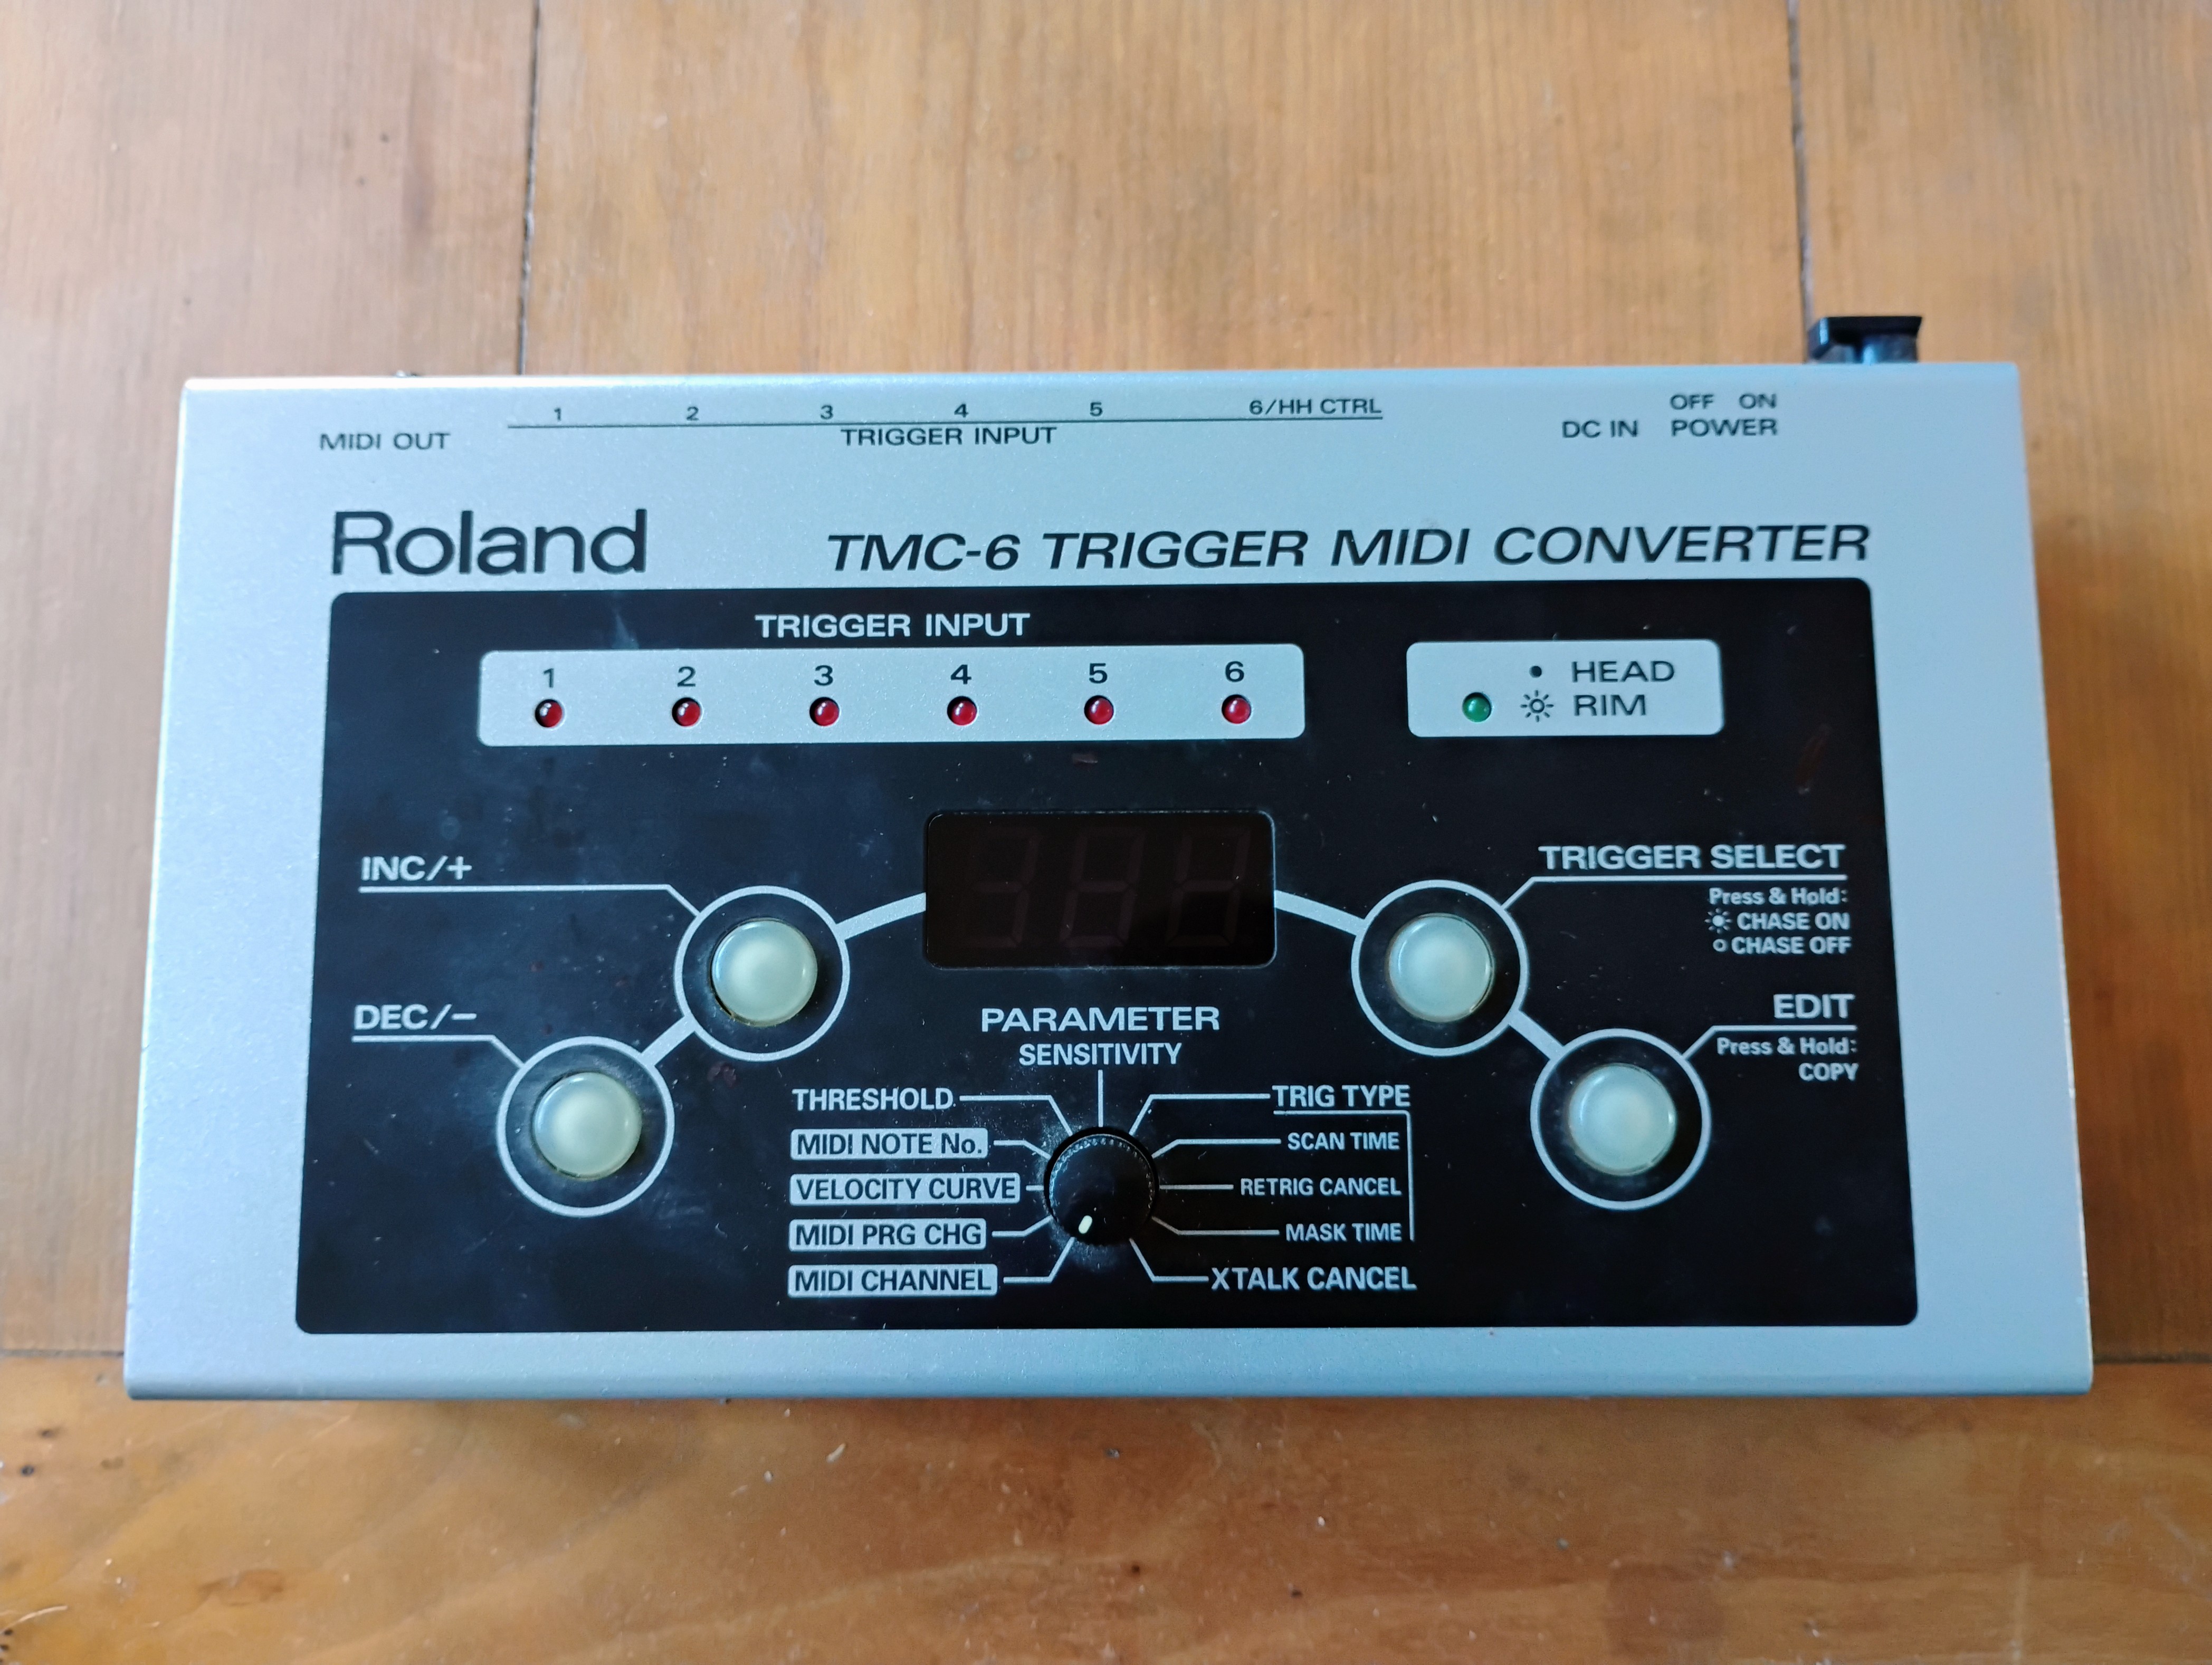 OFF ON
1 2 3 4 5 6/HH CTRL
MIDI OUT TRIGGER INPUT DC IN POWER
Roland TMC-6 TRIGGER MIDI CONVERTER
TRIGGER INPUT
1 2 3 4 5 6
HEAD
RIM
INC/+
DEC/−
TRIGGER SELECT
Press & Hold:
CHASE ON
CHASE OFF
EDIT
Press & Hold:
COPY
PARAMETER
SENSITIVITY
THRESHOLD
MIDI NOTE No.
VELOCITY CURVE
MIDI PRG CHG
MIDI CHANNEL
TRIG TYPE
SCAN TIME
RETRIG CANCEL
MASK TIME
XTALK CANCEL